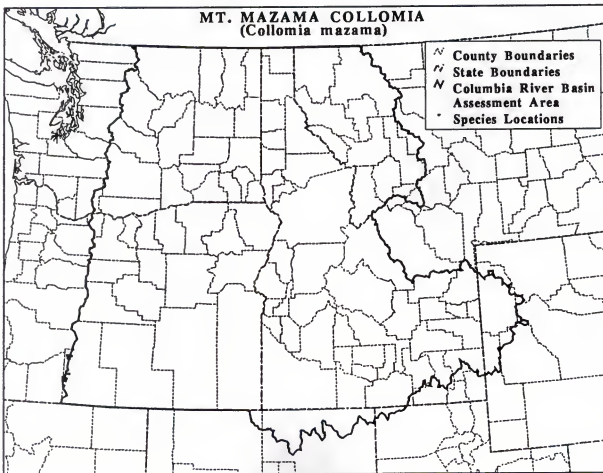 MT. MAZAMA COLLOMIA
(Collomia mazama)
County Boundaries
State Boundaries
Columbia River Basin
Assessment Area
Species Locations